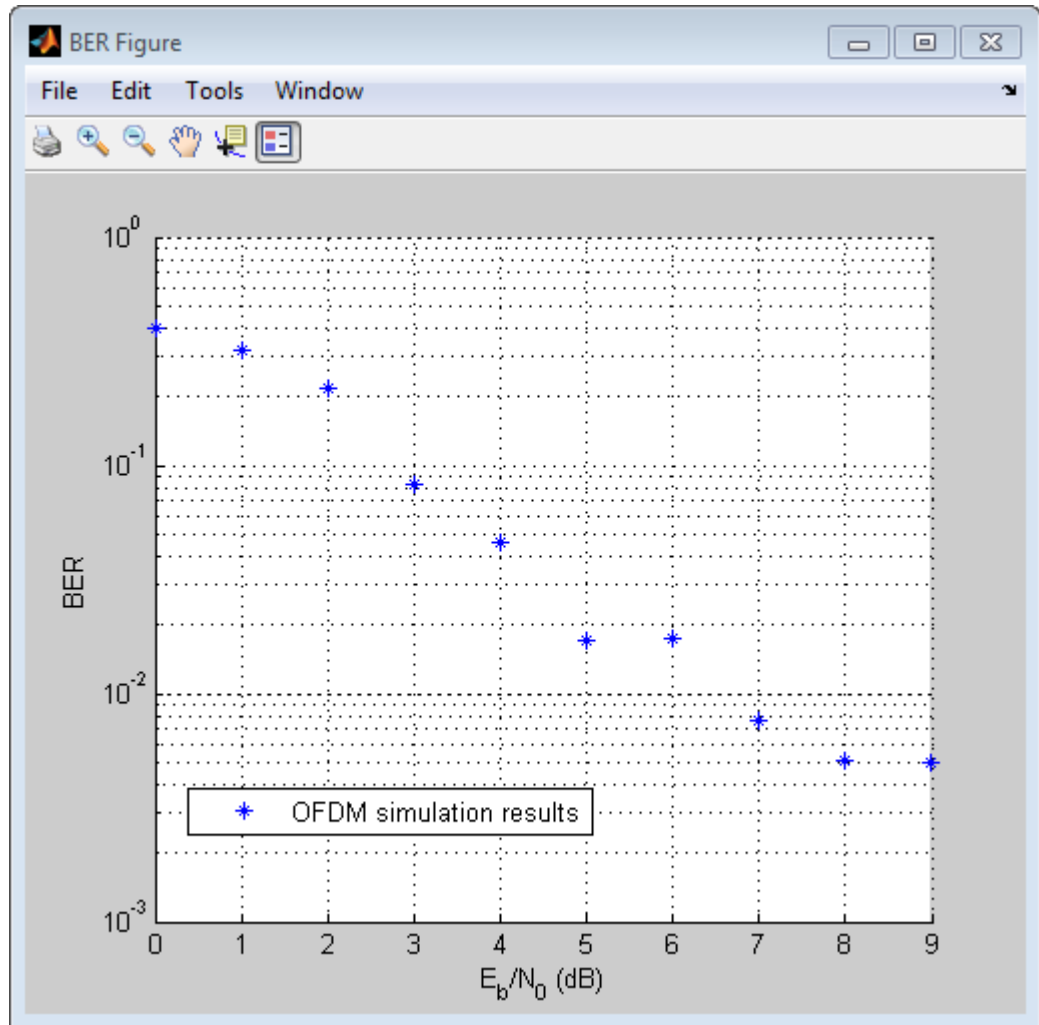 BER Figure
File Edit Tools Window
10^0
10^-1
10^-2
10^-3
BER
OFDM simulation results
0 1 2 3 4 5 6 7 8 9
E_b/N_0 (dB)